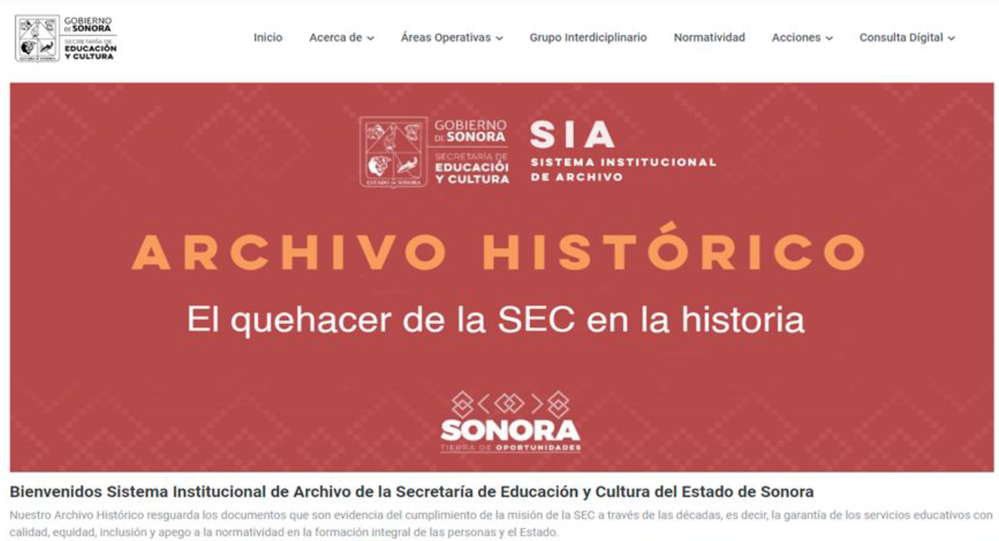 GOBIERNO
DE SONORA
SECRETARÍA DE
EDUCACIÓN
Y CULTURA
Inicio Acerca de Áreas Operativas Grupo Interdiciplinario Normatividad Acciones Consulta Dígital
GOBIERNO
DE SONORA
SECRETARÍA DE
EDUCACIÓI
Y CULTURA
ESTADO DE SONORA
SIA
SISTEMA INSTITUCIONAL
DE ARCHIVO
ARCHIVO HISTÓRICO
El quehacer de la SEC en la historia
SONORA
TIERRA DE OPORTUNIDADES
Bienvenidos Sistema Institucional de Archivo de la Secretaría de Educación y Cultura del Estado de Sonora
Nuestro Archivo Histórico resguarda los documentos que son evidencia del cumplimiento de la misión de la SEC a través de las décadas, es decir, la garantía de los servicios educativos con
calidad, equidad, inclusión y apego a la normatividad en la formación integral de las personas y el Estado.